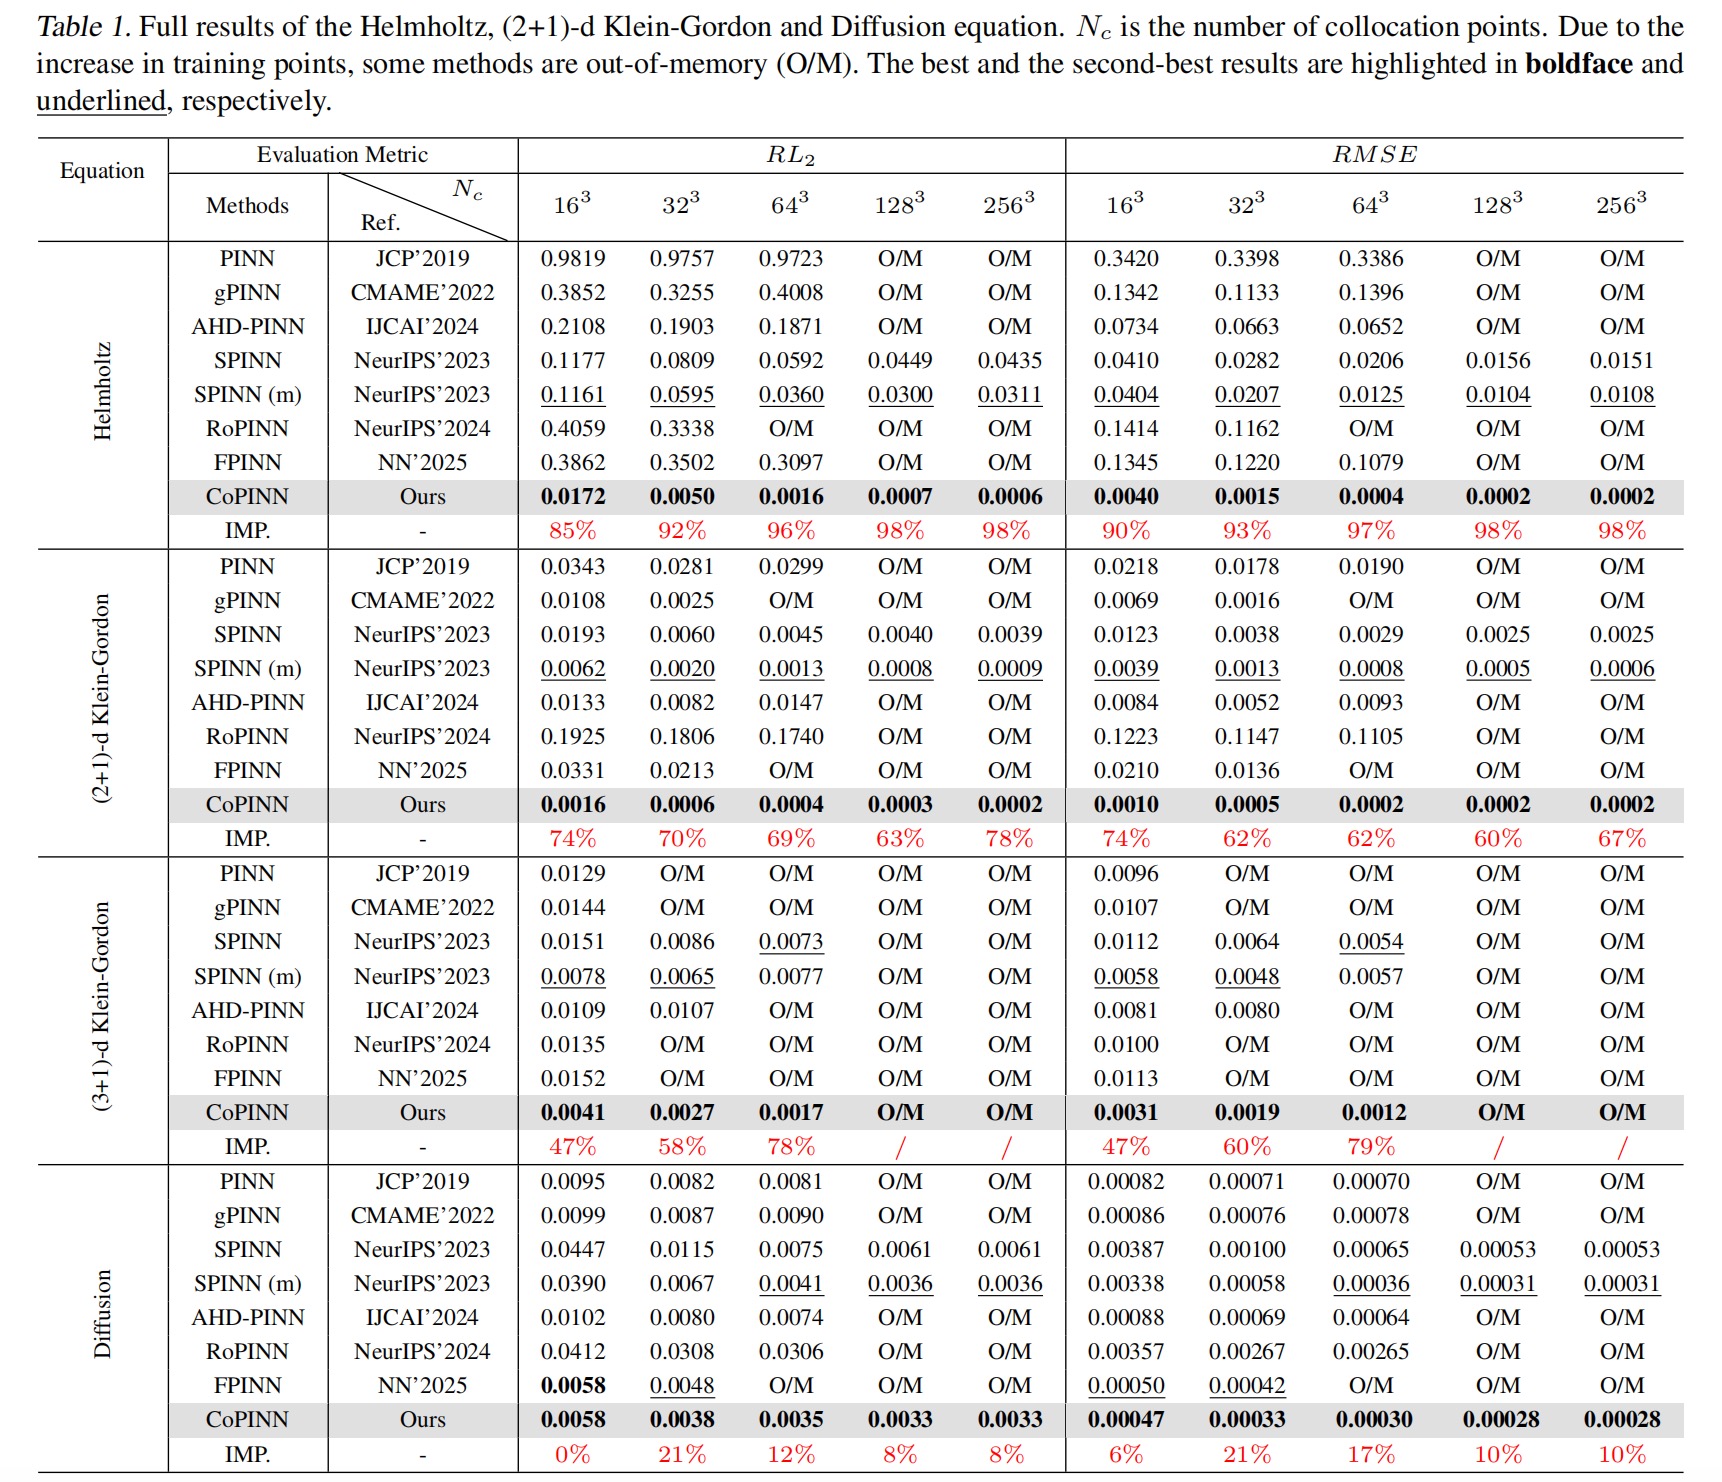 Table 1. Full results of the Helmholtz, (2+1)-d Klein-Gordon and Diffusion equation. N_c is the number of collocation points. Due to the
increase in training points, some methods are out-of-memory (O/M). The best and the second-best results are highlighted in boldface and
underlined, respectively.
Equation Evaluation Metric RL_2 RMSE
Methods Ref. N_c 16^3 32^3 64^3 128^3 256^3 16^3 32^3 64^3 128^3 256^3
Helmholtz
PINN JCP'2019 0.9819 0.9757 0.9723 O/M O/M 0.3420 0.3398 0.3386 O/M O/M
gPINN CMAME'2022 0.3852 0.3255 0.4008 O/M O/M 0.1342 0.1133 0.1396 O/M O/M
AHD-PINN IJCAI'2024 0.2108 0.1903 0.1871 O/M O/M 0.0734 0.0663 0.0652 O/M O/M
SPINN NeurIPS'2023 0.1177 0.0809 0.0592 0.0449 0.0435 0.0410 0.0282 0.0206 0.0156 0.0151
SPINN (m) NeurIPS'2023 0.1161 0.0595 0.0360 0.0300 0.0311 0.0404 0.0207 0.0125 0.0104 0.0108
RoPINN NeurIPS'2024 0.4059 0.3338 O/M O/M O/M 0.1414 0.1162 O/M O/M O/M
FPINN NN'2025 0.3862 0.3502 0.3097 O/M O/M 0.1345 0.1220 0.1079 O/M O/M
CoPINN Ours 0.0172 0.0050 0.0016 0.0007 0.0006 0.0040 0.0015 0.0004 0.0002 0.0002
IMP. - 85% 92% 96% 98% 98% 90% 93% 97% 98% 98%
(2+1)-d Klein-Gordon
PINN JCP'2019 0.0343 0.0281 0.0299 O/M O/M 0.0218 0.0178 0.0190 O/M O/M
gPINN CMAME'2022 0.0108 0.0025 O/M O/M O/M 0.0069 0.0016 O/M O/M O/M
SPINN NeurIPS'2023 0.0193 0.0060 0.0045 0.0040 0.0039 0.0123 0.0038 0.0029 0.0025 0.0025
SPINN (m) NeurIPS'2023 0.0062 0.0020 0.0013 0.0008 0.0009 0.0039 0.0013 0.0008 0.0005 0.0006
AHD-PINN IJCAI'2024 0.0133 0.0082 0.0147 O/M O/M 0.0084 0.0052 0.0093 O/M O/M
RoPINN NeurIPS'2024 0.1925 0.1806 0.1740 O/M O/M 0.1223 0.1147 0.1105 O/M O/M
FPINN NN'2025 0.0331 0.0213 O/M O/M O/M 0.0210 0.0136 O/M O/M O/M
CoPINN Ours 0.0016 0.0006 0.0004 0.0003 0.0002 0.0010 0.0005 0.0002 0.0002 0.0002
IMP. - 74% 70% 69% 63% 78% 74% 62% 62% 60% 67%
(3+1)-d Klein-Gordon
PINN JCP'2019 0.0129 O/M O/M O/M O/M 0.0096 O/M O/M O/M O/M
gPINN CMAME'2022 0.0144 O/M O/M O/M O/M 0.0107 O/M O/M O/M O/M
SPINN NeurIPS'2023 0.0151 0.0086 0.0073 O/M O/M 0.0112 0.0064 0.0054 O/M O/M
SPINN (m) NeurIPS'2023 0.0078 0.0065 0.0077 O/M O/M 0.0058 0.0048 0.0057 O/M O/M
AHD-PINN IJCAI'2024 0.0109 0.0107 O/M O/M O/M 0.0081 0.0080 O/M O/M O/M
RoPINN NeurIPS'2024 0.0135 O/M O/M O/M O/M 0.0100 O/M O/M O/M O/M
FPINN NN'2025 0.0152 O/M O/M O/M O/M 0.0113 O/M O/M O/M O/M
CoPINN Ours 0.0041 0.0027 0.0017 O/M O/M 0.0031 0.0019 0.0012 O/M O/M
IMP. - 47% 58% 78% / / 47% 60% 79% / /
Diffusion
PINN JCP'2019 0.0095 0.0082 0.0081 O/M O/M 0.00082 0.00071 0.00070 O/M O/M
gPINN CMAME'2022 0.0099 0.0087 0.0090 O/M O/M 0.00086 0.00076 0.00078 O/M O/M
SPINN NeurIPS'2023 0.0447 0.0115 0.0075 0.0061 0.0061 0.00387 0.00100 0.00065 0.00053 0.00053
SPINN (m) NeurIPS'2023 0.0390 0.0067 0.0041 0.0036 0.0036 0.00338 0.00058 0.00036 0.00031 0.00031
AHD-PINN IJCAI'2024 0.0102 0.0080 0.0074 O/M O/M 0.00088 0.00069 0.00064 O/M O/M
RoPINN NeurIPS'2024 0.0412 0.0308 0.0306 O/M O/M 0.00357 0.00267 0.00265 O/M O/M
FPINN NN'2025 0.0058 0.0048 O/M O/M O/M 0.00050 0.00042 O/M O/M O/M
CoPINN Ours 0.0058 0.0038 0.0035 0.0033 0.0033 0.00047 0.00033 0.00030 0.00028 0.00028
IMP. - 0% 21% 12% 8% 8% 6% 21% 17% 10% 10%